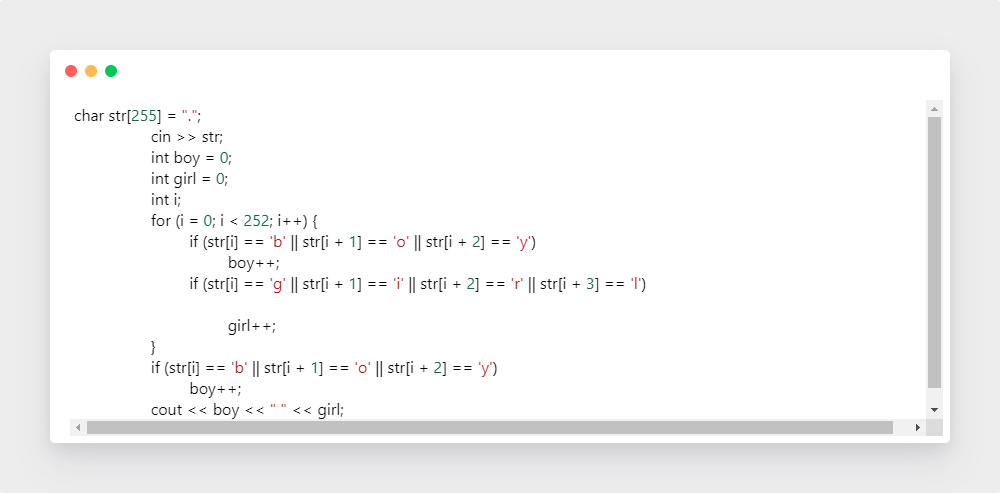 char str[255] = ".";
cin >> str;
int boy = 0;
int girl = 0;
int i;
for (i = 0; i < 252; i++) {
if (str[i] == 'b' || str[i + 1] == 'o' || str[i + 2] == 'y')
boy++;
if (str[i] == 'g' || str[i + 1] == 'i' || str[i + 2] == 'r' || str[i + 3] == 'l')
girl++;
}
if (str[i] == 'b' || str[i + 1] == 'o' || str[i + 2] == 'y')
boy++;
cout << boy << " " << girl;